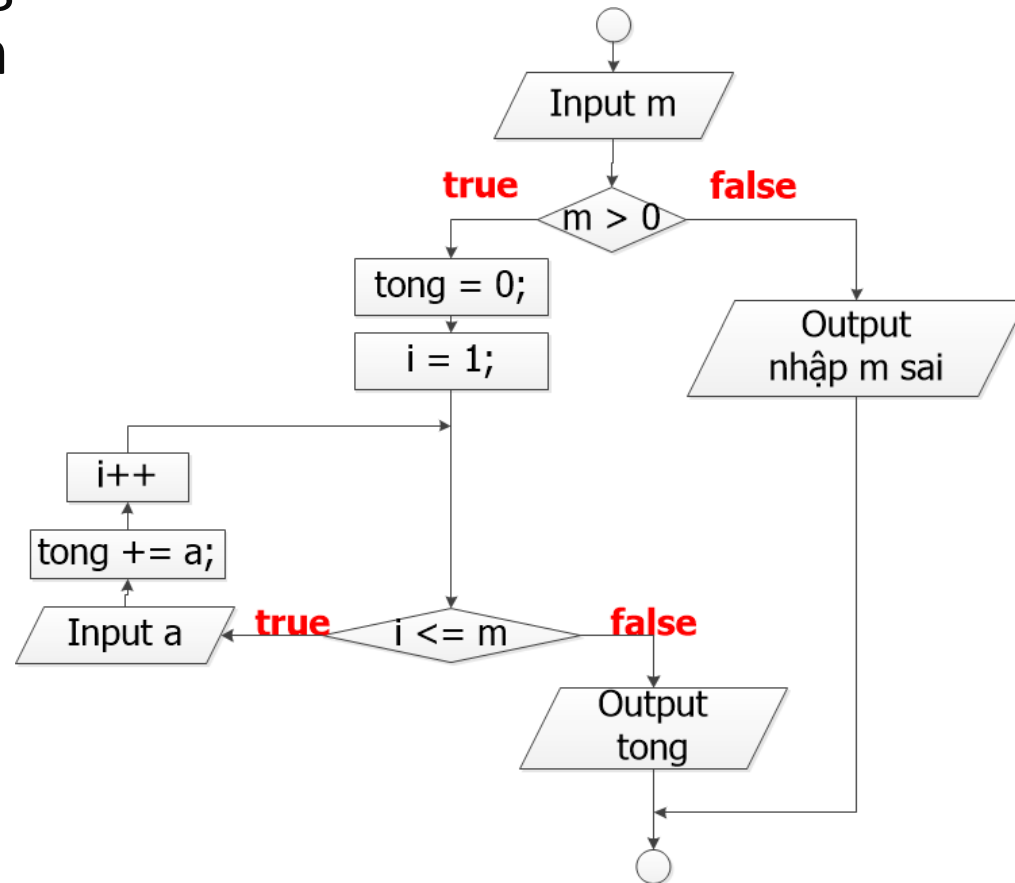 Input m
true
false
m > 0
tong = 0;
i = 1;
Output
nhập m sai
i++
tong += a;
Input a
true
i <= m
false
Output
tong